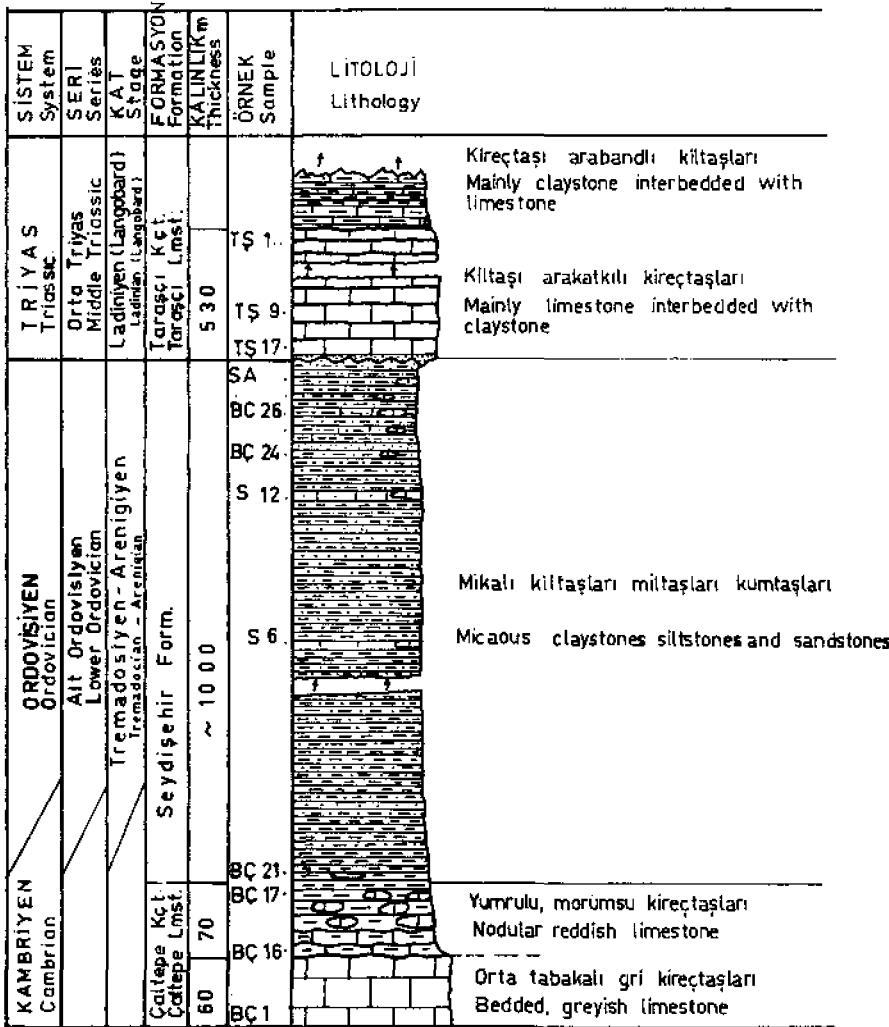 SİSTEM
System
SERİ
Series
KAT
Stage
FORMASYON
Formation
KALINLIK m
Thickness
ÖRNEK
Sample
LİTOLOJİ
Lithology
TRİYAS
Triassic
Orta Triyas
Middle Triassic
Ladiniyen (Langobard)
Ladinian (Langobard)
Taraşçı Kçt.
Taraşçı Lmst.
530
TŞ 1
TŞ 9
TŞ 17
Kireçtaşı arabandlı kiltaşları
Mainly claystone interbedded with
limestone
Kiltaşı arakatkılı kireçtaşları
Mainly limestone interbedded with
claystone
ORDOVİSİYEN
Ordovician
Alt Ordovisiyen
Lower Ordovician
Tremadosiyen - Arenigiyen
Tremadocian - Arenigian
Seydişehir Form.
~ 1000
SA
BÇ 26
BÇ 24
S 12
S 6
BÇ 21
Mikalı kiltaşları miltaşları kumtaşları
Micaous claystones siltstones and sandstones
KAMBRİYEN
Cambrian
Çaltepe Kçt.
Çaltepe Lmst.
70
60
BÇ 17
BÇ 16
BÇ 1
Yumrulu, morumsu kireçtaşları
Nodular reddish limestone
Orta tabakalı gri kireçtaşları
Bedded, greyish limestone